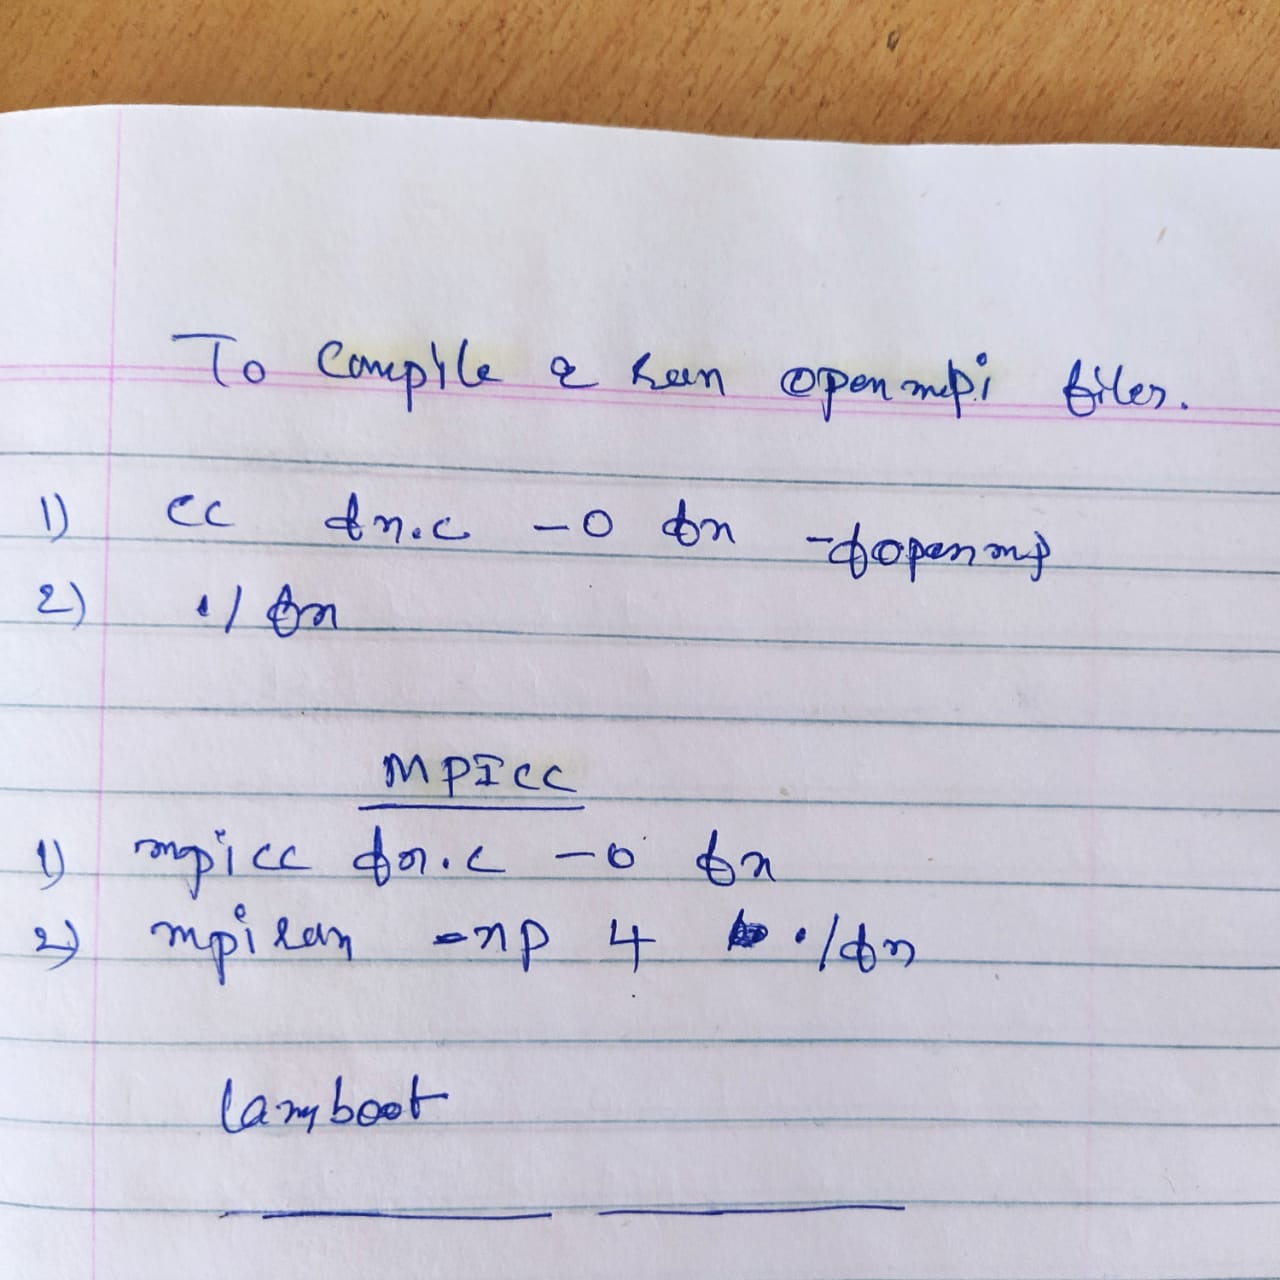 To Compile & run openmpi files.
1) cc fn.c -o fn -fopenmp
2) ./fn
MPICC
1) mpicc fn.c -o fn
2) mpirun -np 4 ./fn
lamboot